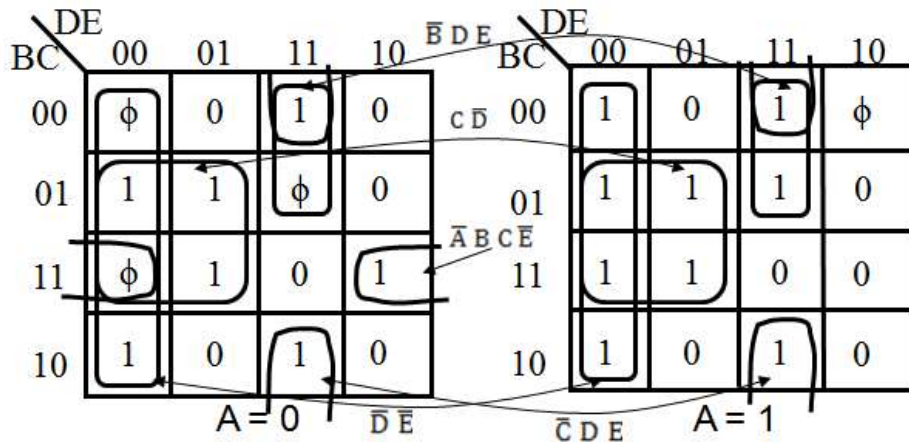 DE DE
BC 00 01 11 10 B̅ D E BC 00 01 11 10
00 ϕ 0 1 0 00 1 0 1 ϕ
C D̅
01 1 1 ϕ 0 01 1 1 1 0
A̅ B C E̅
11 ϕ 1 0 1 11 1 1 0 0
10 1 0 1 0 10 1 0 1 0
A = 0 D̅ E̅ C̅ D E A = 1